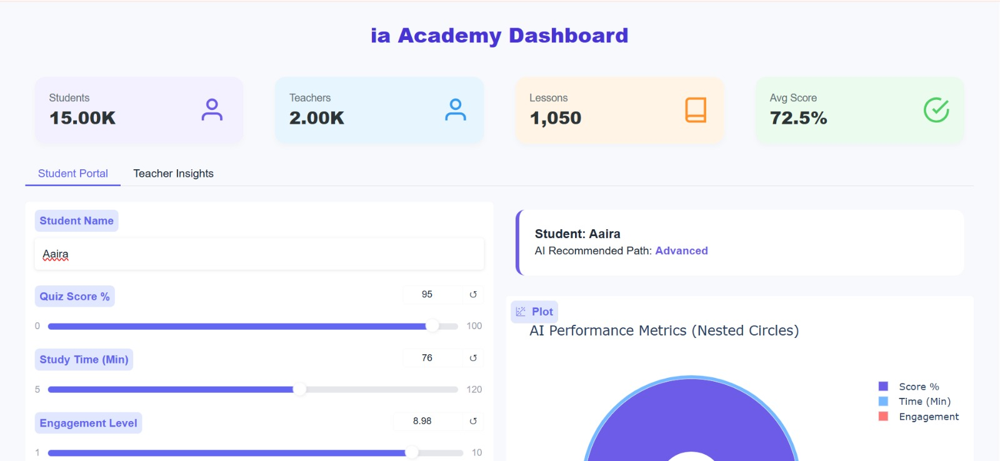 ia Academy Dashboard
Students
15.00K
Teachers
2.00K
Lessons
1,050
Avg Score
72.5%
Student Portal
Teacher Insights
Student Name
Aaira
Quiz Score %
95
↺
0
100
Study Time (Min)
76
↺
5
120
Engagement Level
8.98
↺
1
10
Student: Aaira
AI Recommended Path: Advanced
Plot
AI Performance Metrics (Nested Circles)
Score %
Time (Min)
Engagement